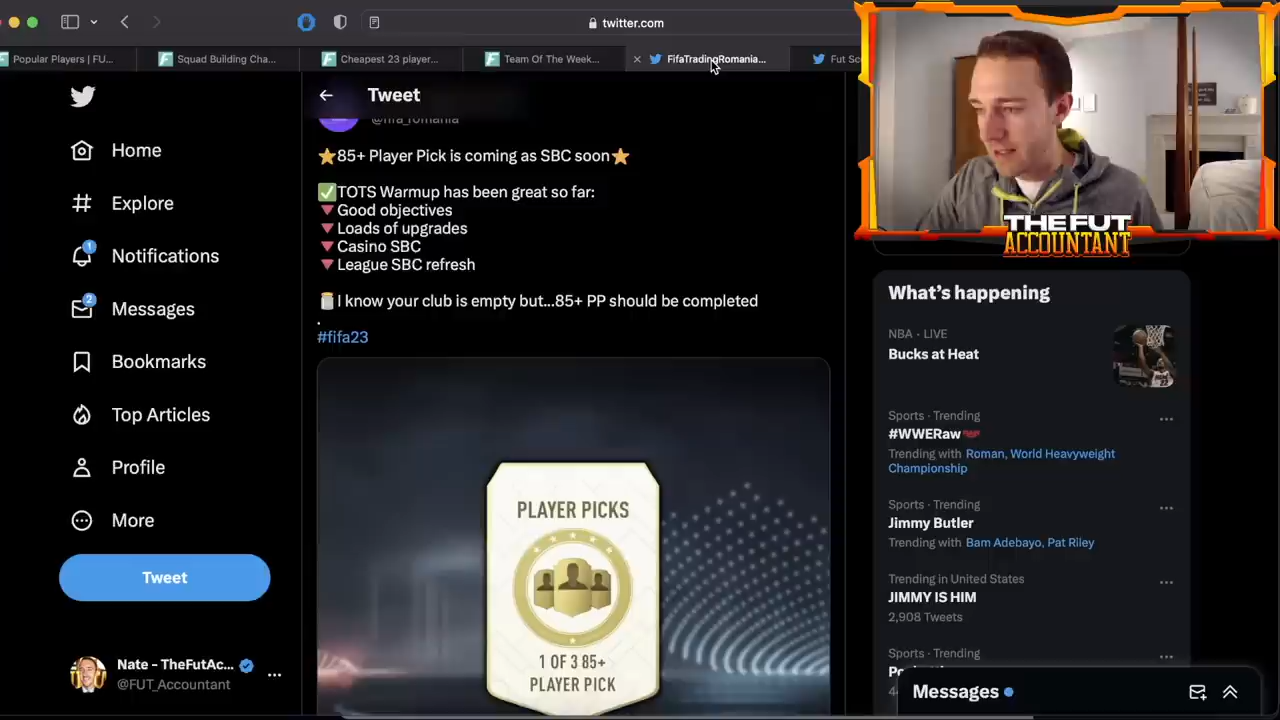 twitter.com
Popular Players | FU...
Squad Building Cha...
Cheapest 23 player...
Team Of The Week...
FifaTradingRomania...
Tweet
@fifa_romania
⭐85+ Player Pick is coming as SBC soon⭐
✅TOTS Warmup has been great so far:
🔻Good objectives
🔻Loads of upgrades
🔻Casino SBC
🔻League SBC refresh
I know your club is empty but...85+ PP should be completed
.
#fifa23
PLAYER PICKS
1 OF 3 85+
PLAYER PICK
Home
Explore
1
Notifications
2
Messages
Bookmarks
Top Articles
Profile
More
Tweet
Nate - TheFutAc...
@FUT_Accountant
THE FUT
ACCOUNTANT
What's happening
NBA · LIVE
Bucks at Heat
Sports · Trending
#WWERaw
Trending with Roman, World Heavyweight
Championship
Sports · Trending
Jimmy Butler
Trending with Bam Adebayo, Pat Riley
Trending in United States
JIMMY IS HIM
2,908 Tweets
Sports · Trending
Messages